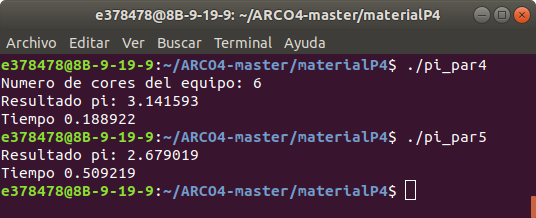 e378478@8B-9-19-9: ~/ARCO4-master/materialP4
Archivo Editar Ver Buscar Terminal Ayuda
e378478@8B-9-19-9:~/ARCO4-master/materialP4$ ./pi_par4
Numero de cores del equipo: 6
Resultado pi: 3.141593
Tiempo 0.188922
e378478@8B-9-19-9:~/ARCO4-master/materialP4$ ./pi_par5
Resultado pi: 2.679019
Tiempo 0.509219
e378478@8B-9-19-9:~/ARCO4-master/materialP4$